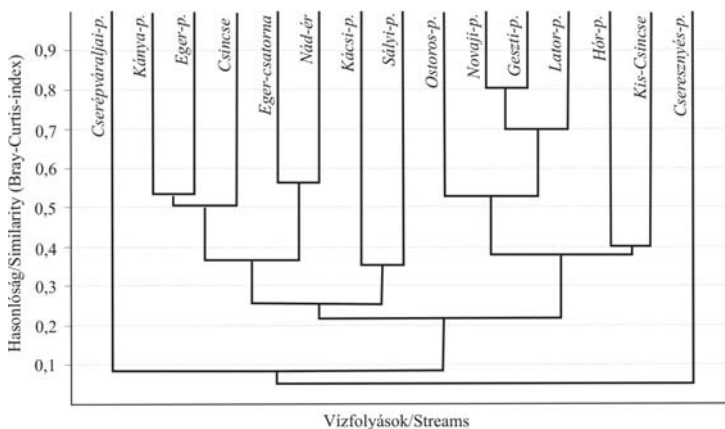 Hasonlóság/Similarity (Bray-Curtis-index)
0,9
0,8
0,7
0,6
0,5
0,4
0,3
0,2
0,1
Cserépváraljai-p.
Kánya-p.
Eger-p.
Csincse
Eger-csatorna
Nád-ér
Kácsi-p.
Sályi-p.
Ostoros-p.
Novaji-p.
Geszti-p.
Lator-p.
Hór-p.
Kis-Csincse
Cseresznyés-p.
Vízfolyások/Streams